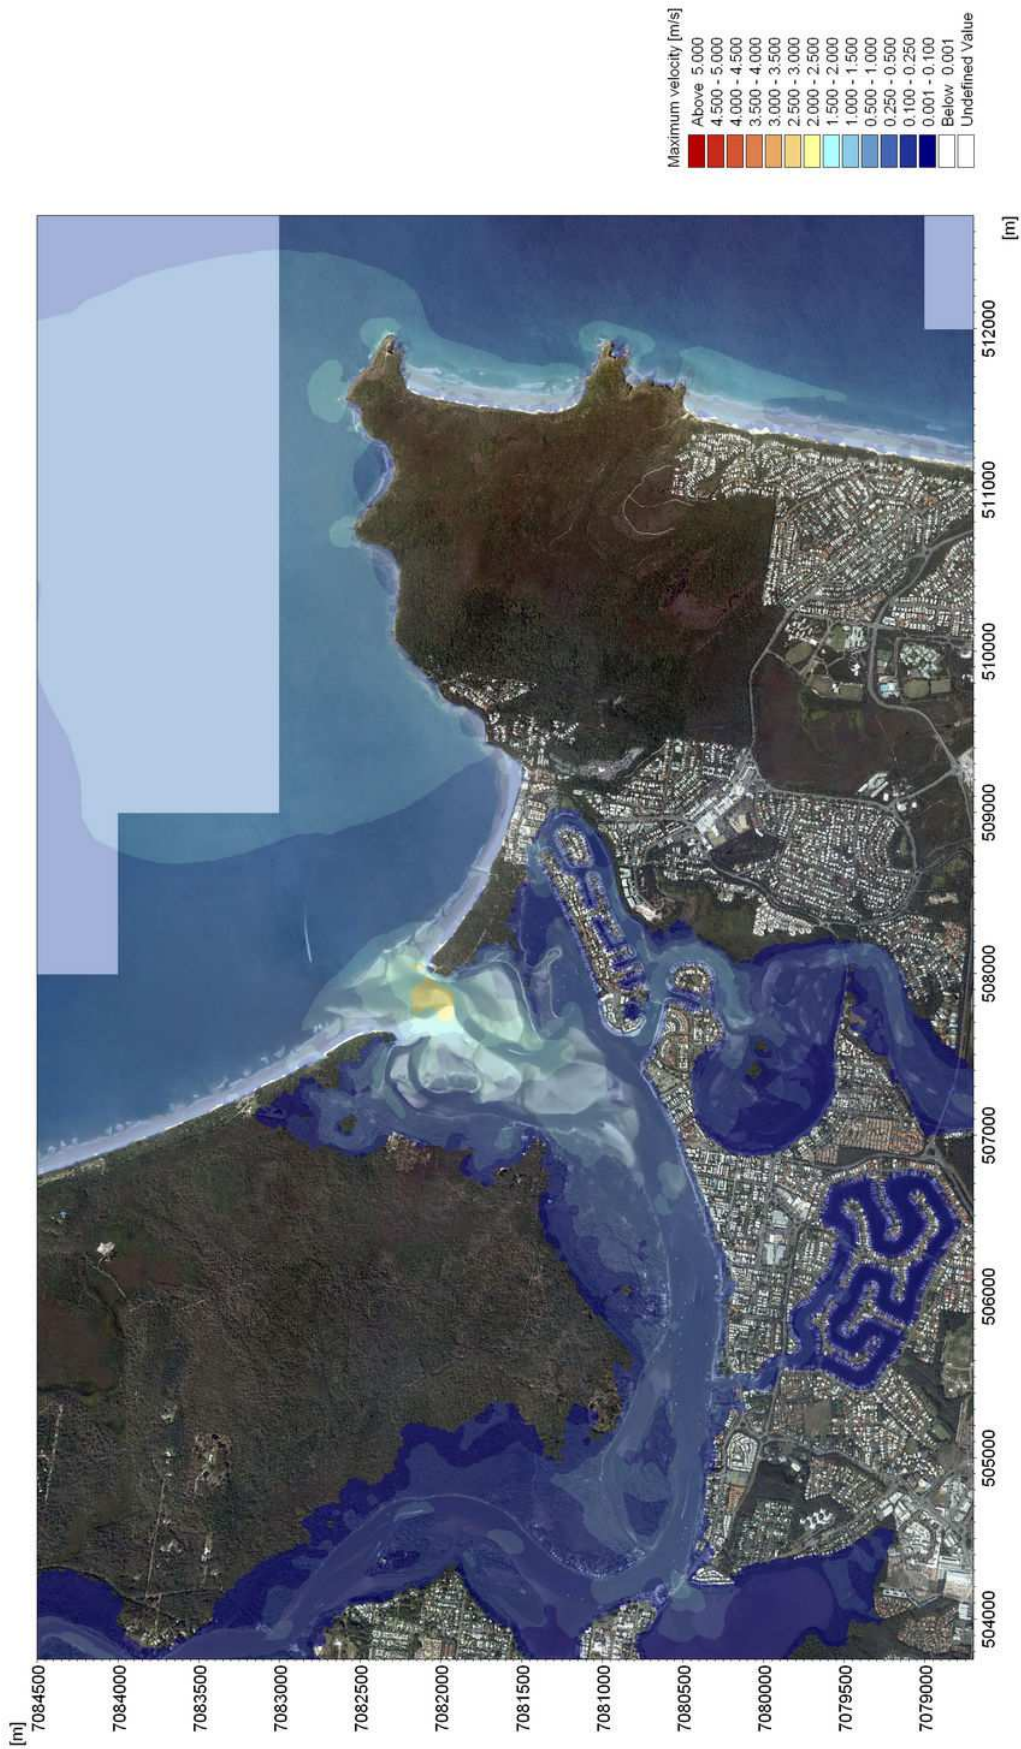 Maximum velocity [m/s]
Above 5.000
4.500 - 5.000
4.000 - 4.500
3.500 - 4.000
3.000 - 3.500
2.500 - 3.000
2.000 - 2.500
1.500 - 2.000
1.000 - 1.500
0.500 - 1.000
0.250 - 0.500
0.100 - 0.250
0.001 - 0.100
Below 0.001
Undefined Value
[m]
7084500
7084000
7083500
7083000
7082500
7082000
7081500
7081000
7080500
7080000
7079500
7079000
504000
505000
506000
507000
508000
509000
510000
511000
512000
[m]